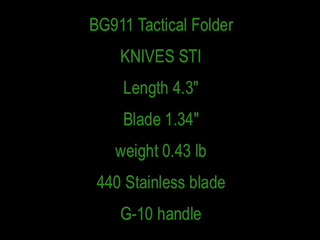 BG911 Tactical Folder
KNIVES STI
Length 4.3"
Blade 1.34"
weight 0.43 lb
440 Stainless blade
G-10 handle